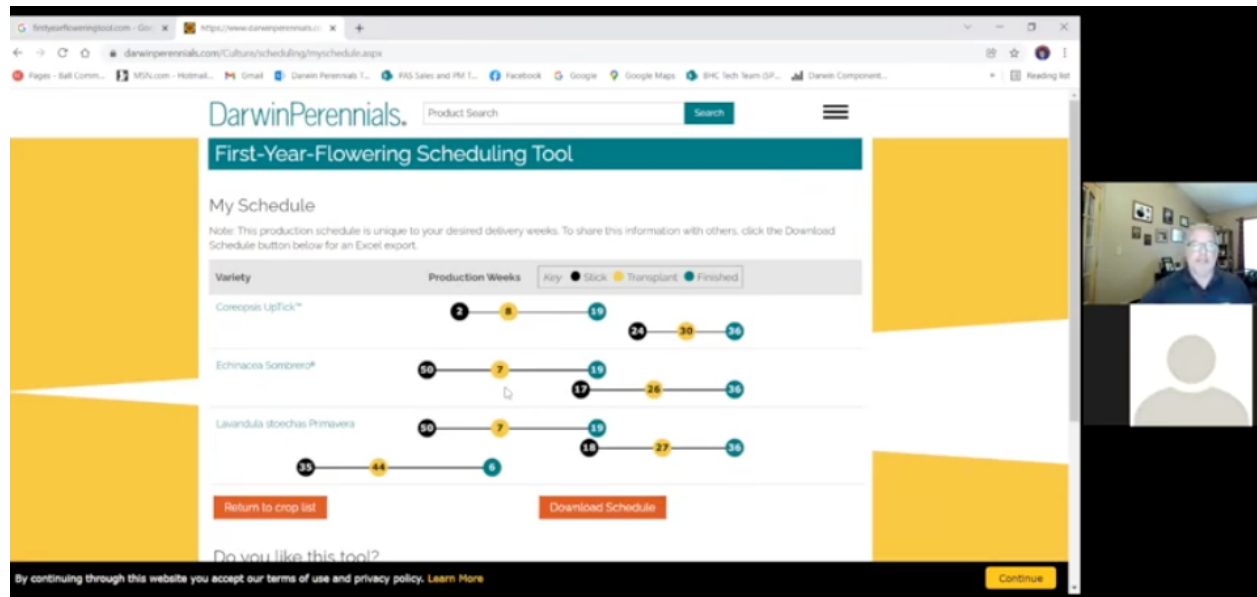 firstyearfloweringtool.com - Goo
https://www.darwinperennials.co
darwinperennials.com/Culture/scheduling/myschedule.aspx
Pages - Ball Comm... MSN.com - Hotmail... Gmail Darwin Perennials T... PAS Sales and PM T... Facebook Google Google Maps BHC Tech Team (SP... Darwin Component... Reading list
DarwinPerennials. Product Search Search
First-Year-Flowering Scheduling Tool
My Schedule
Note: This production schedule is unique to your desired delivery weeks. To share this information with others, click the Download
Schedule button below for an Excel export.
Variety Production Weeks Key Stick Transplant Finished
Coreopsis UpTick™ 2 8 19
24 30 36
Echinacea Sombrero® 50 7 19
17 26 36
Lavandula stoechas Primavera 50 7 19
18 27 36
35 44 6
Return to crop list Download Schedule
Do you like this tool?
By continuing through this website you accept our terms of use and privacy policy. Learn More Continue